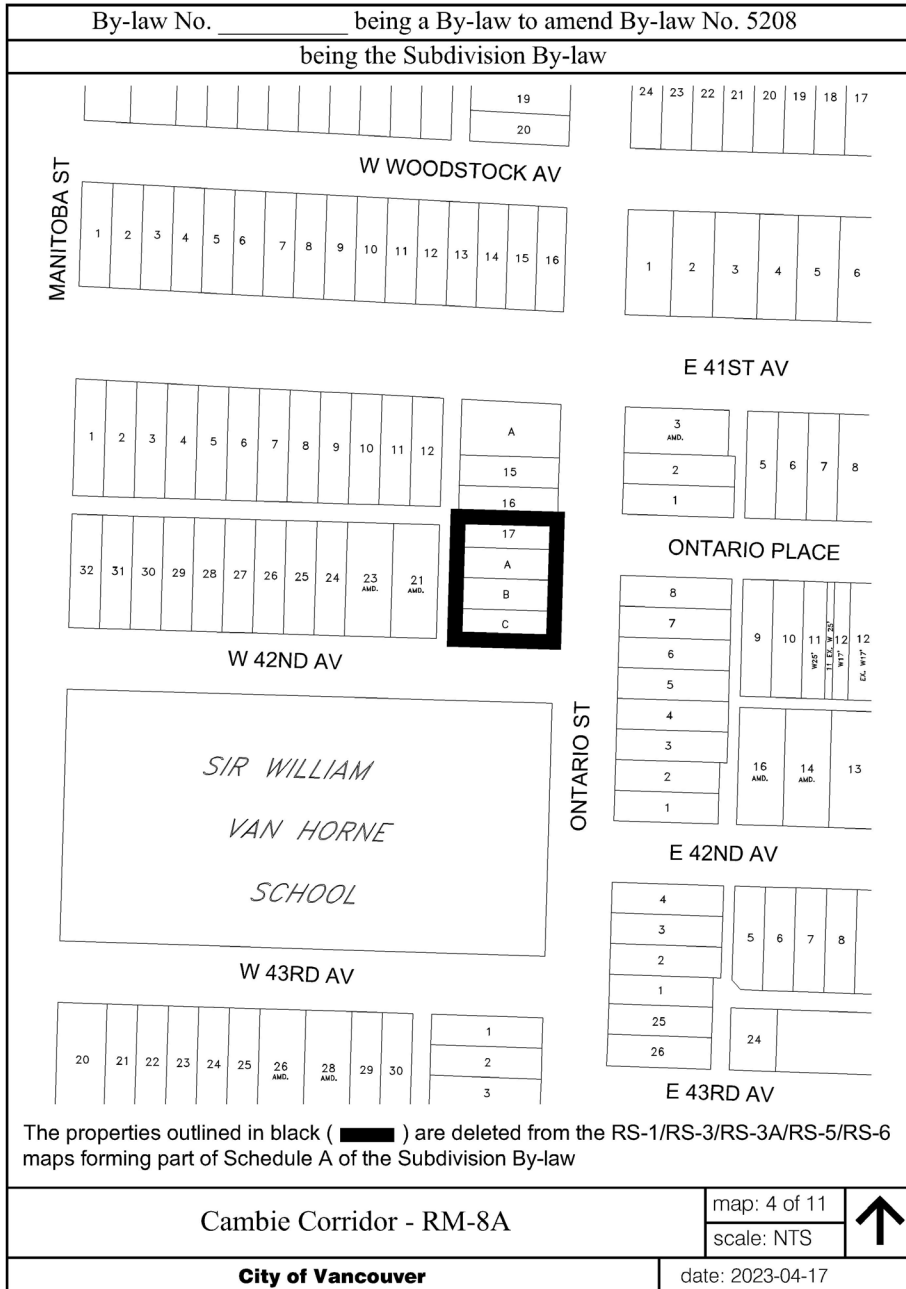 By-law No. __________ being a By-law to amend By-law No. 5208
being the Subdivision By-law
19
20
24 23 22 21 20 19 18 17
W WOODSTOCK AV
MANITOBA ST
1 2 3 4 5 6 7 8 9 10 11 12 13 14 15 16
1 2 3 4 5 6
E 41ST AV
1 2 3 4 5 6 7 8 9 10 11 12
A
15
16
3
AMD.
2
1
5 6 7 8
32 31 30 29 28 27 26 25 24 23 21
AMD. AMD.
17
A
B
C
ONTARIO PLACE
W 42ND AV
8
7
6
5
4
3
2
1
9 10 11 12 12
W25'
11 EX. W 25'
W17'
EX. W17'
16 14 13
AMD. AMD.
ONTARIO ST
SIR WILLIAM
VAN HORNE
SCHOOL
E 42ND AV
4
3
2
1
25
26
5 6 7 8
24
W 43RD AV
20 21 22 23 24 25 26 28 29 30
AMD. AMD.
1
2
3
E 43RD AV
The properties outlined in black ( ) are deleted from the RS-1/RS-3/RS-3A/RS-5/RS-6
maps forming part of Schedule A of the Subdivision By-law
Cambie Corridor - RM-8A
map: 4 of 11
scale: NTS
City of Vancouver
date: 2023-04-17